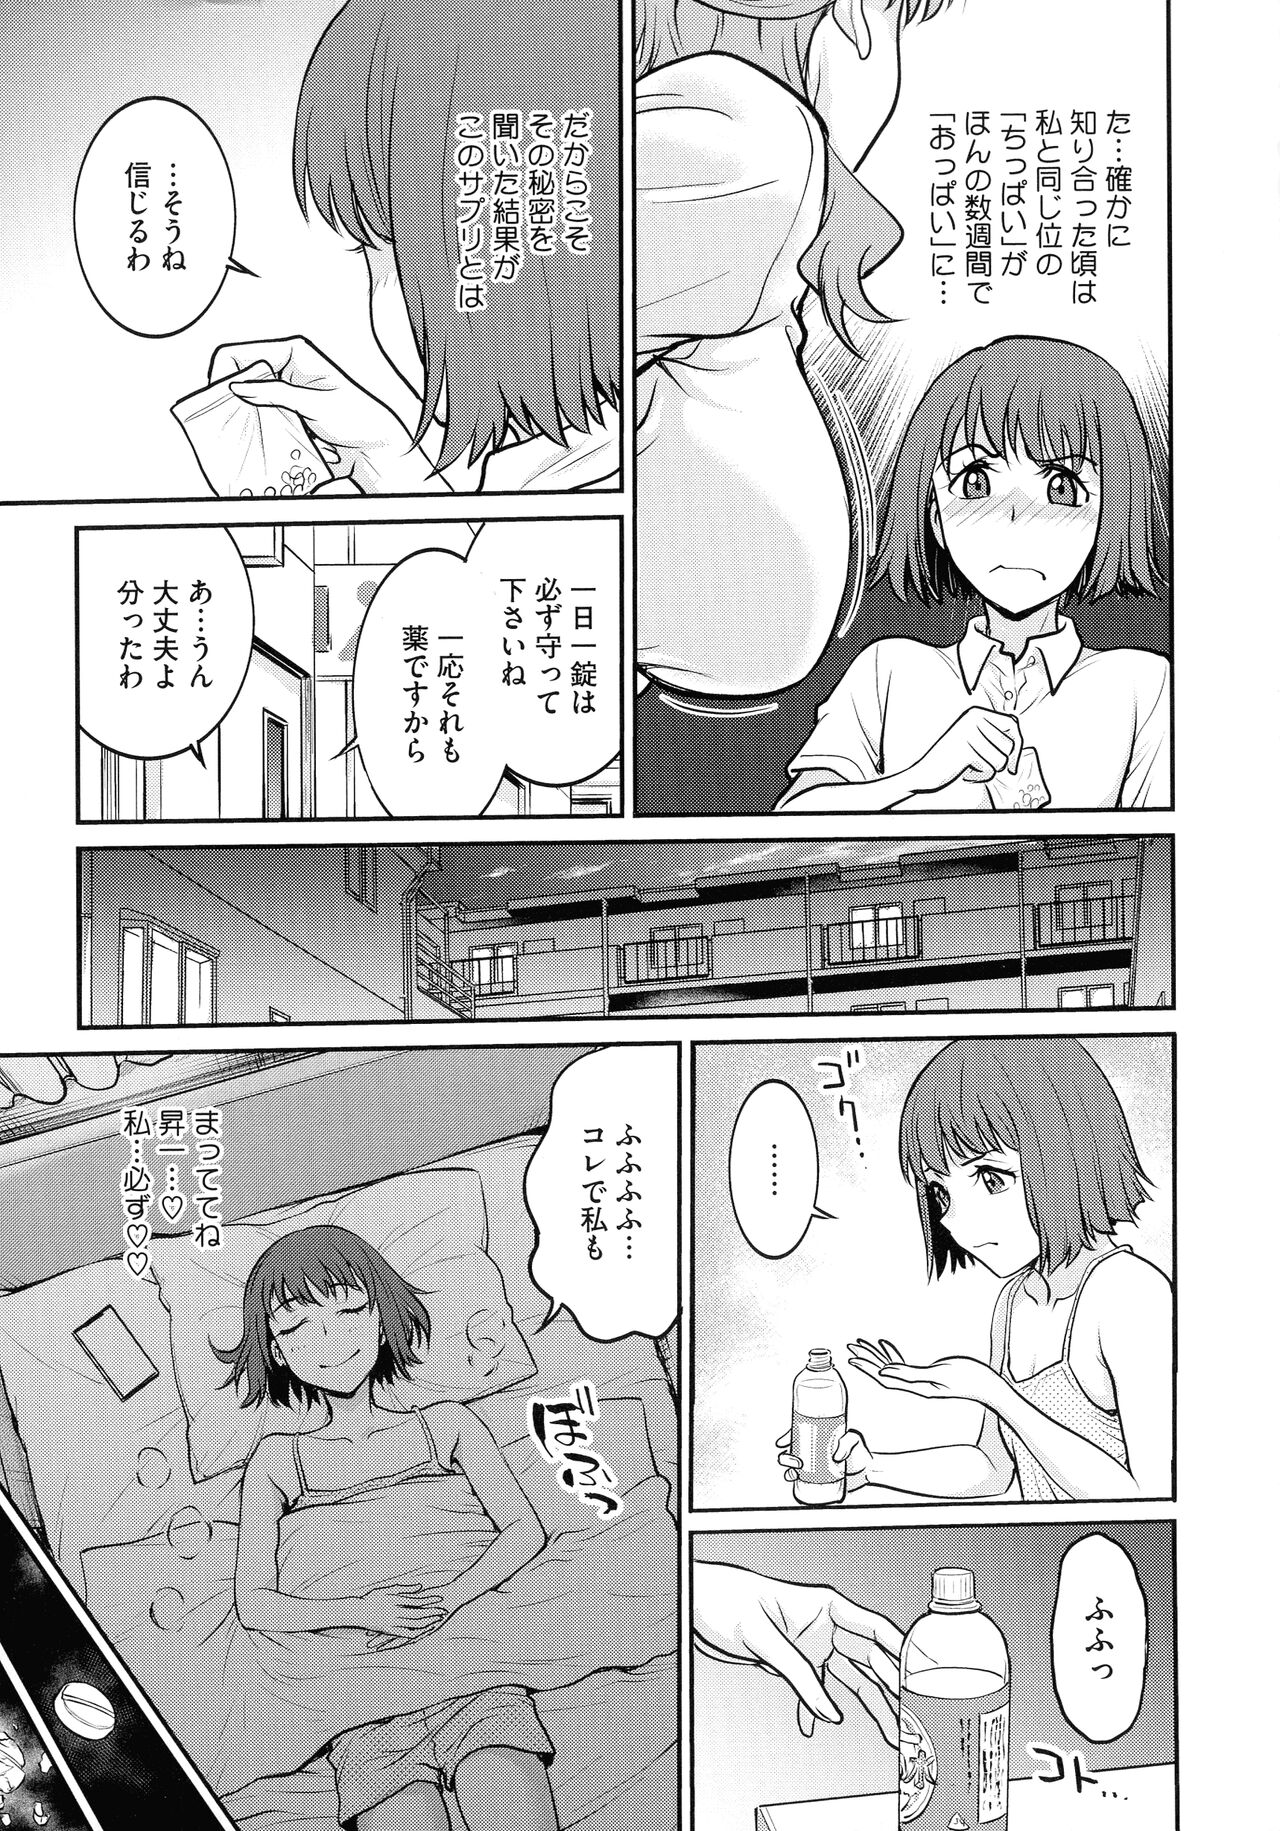 た…確かに
知り合った頃は
私と同じ位の
「ちっぱい」が
ほんの数週間で
「おっぱい」に…
だからこそ
その秘密を
聞いた結果が
このサプリとは
…そうね
信じるわ
一日一錠は
必ず守って
下さいね
一応それも
薬ですから
あ…うん
大丈夫よ
分ったわ
ゴク…
……
ふふっ
コト…
ふふふふ…
コレで私も
ぼふっ
まっててね
昇一…♡
私…必ず♡♡